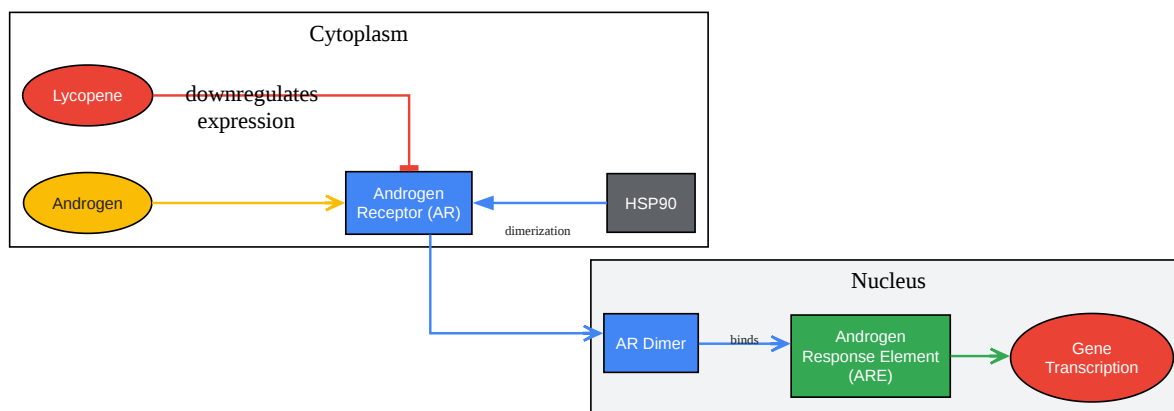 Cytoplasm
Lycopene
downregulates
expression
Androgen
Androgen
Receptor (AR)
HSP90
dimerization
Nucleus
AR Dimer
binds
Androgen
Response Element
(ARE)
Gene
Transcription